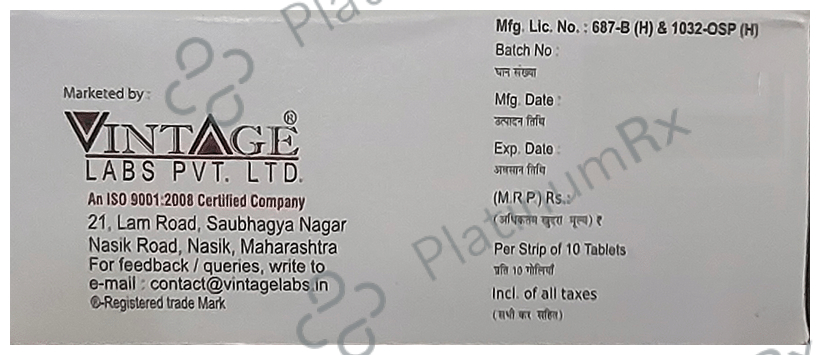 Marketed by :
VINTAGE®
LABS PVT. LTD.
An ISO 9001:2008 Certified Company
21, Lam Road, Saubhagya Nagar
Nasik Road, Nasik, Maharashtra
For feedback / queries, write to
e-mail : contact@vintagelabs.in
®-Registered trade Mark
Mfg. Lic. No. : 687-B (H) & 1032-OSP (H)
Batch No :
घान संख्या
Mfg. Date :
उत्पादन तिथि
Exp. Date :
अवसान तिथि
(M.R.P.) Rs.:
(अधिकतम खुदरा मूल्य) ₹
Per Strip of 10 Tablets
प्रति 10 गोलियाँ
Incl. of all taxes
(सभी कर सहित)
PlatinumRx
PlatinumRx